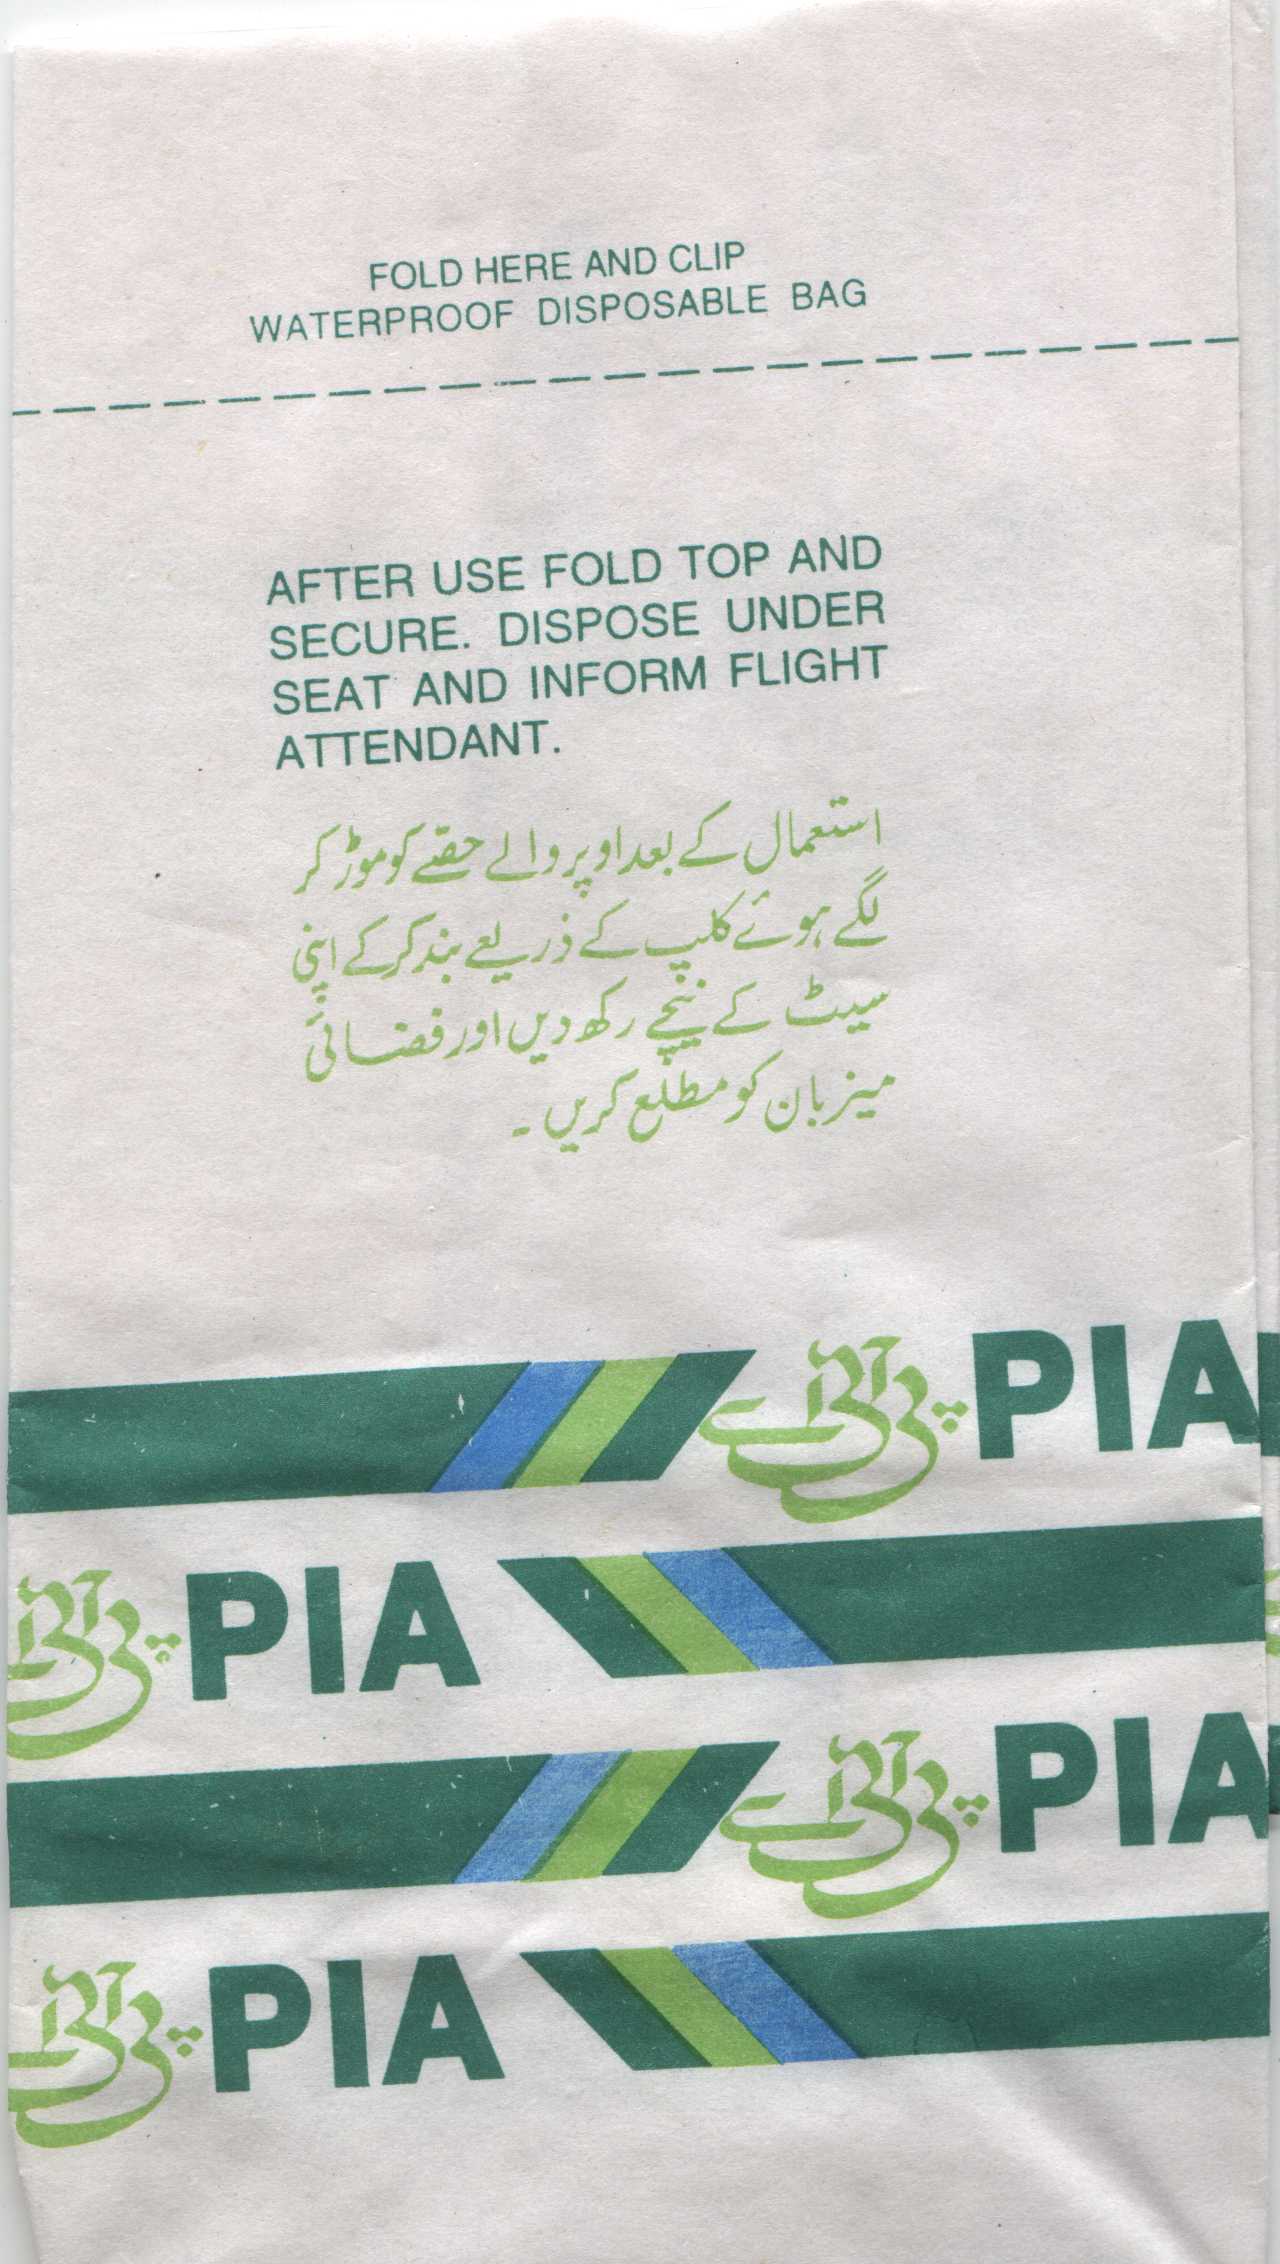 FOLD HERE AND CLIP
WATERPROOF DISPOSABLE BAG
AFTER USE FOLD TOP AND
SECURE. DISPOSE UNDER
SEAT AND INFORM FLIGHT
ATTENDANT.
استعمال کے بعد اوپر والے حصّے کو موڑ کر
لگے ہوئے کلپ کے ذریعے بند کر کے اپنی
سیٹ کے نیچے رکھ دیں اور فضائی
میزبان کو مطلع کریں۔
پی آئی اے PIA
پی آئی اے PIA
پی آئی اے PIA
پی آئی اے PIA